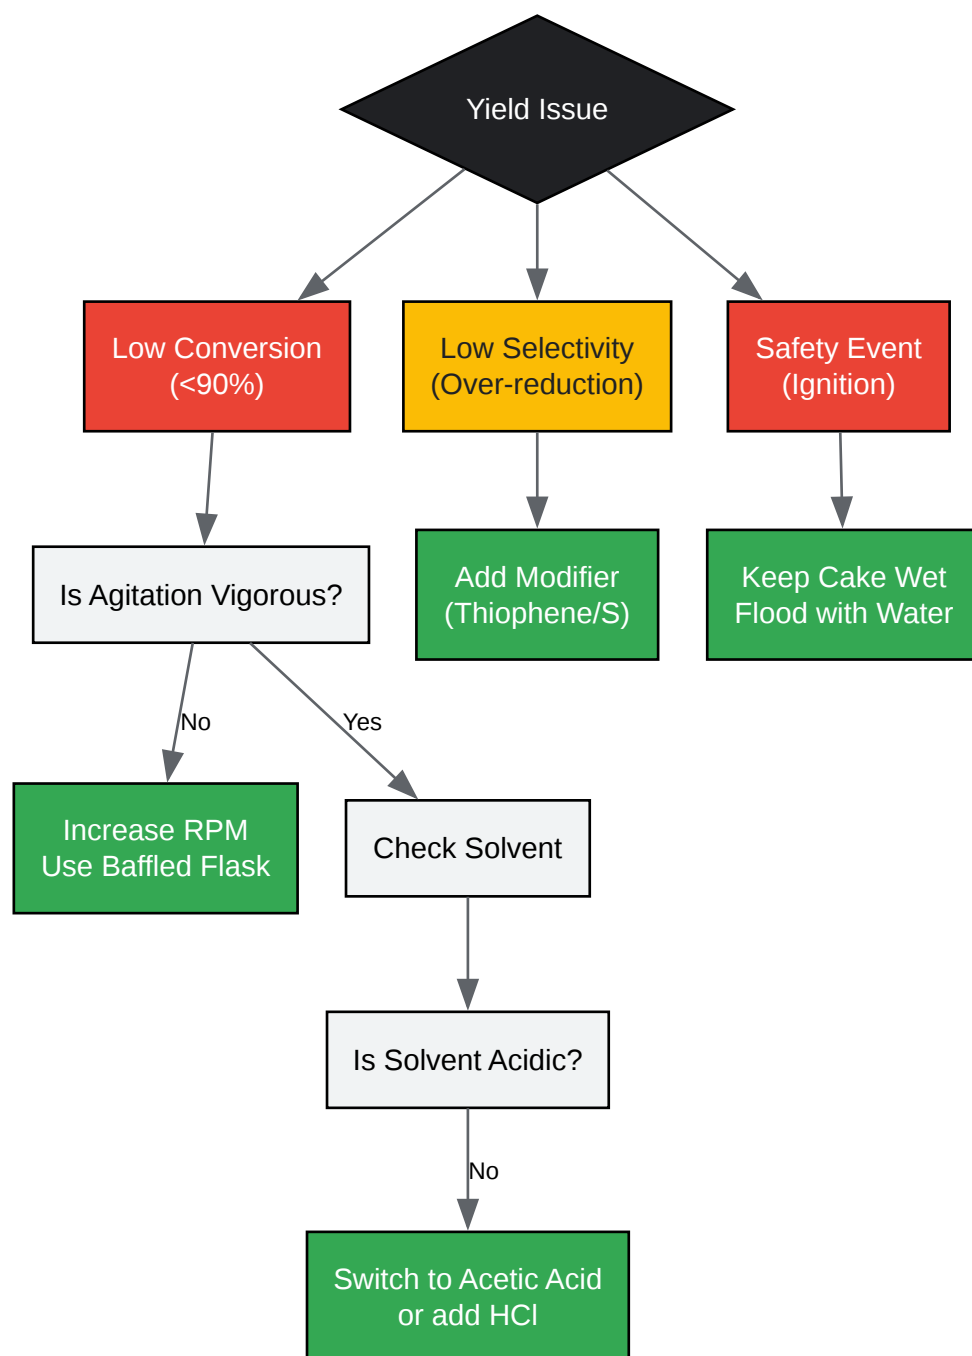 Yield Issue
Low Conversion
(<90%)
Low Selectivity
(Over-reduction)
Safety Event
(Ignition)
Is Agitation Vigorous?
Add Modifier
(Thiophene/S)
Keep Cake Wet
Flood with Water
No
Yes
Increase RPM
Use Baffled Flask
Check Solvent
Is Solvent Acidic?
No
Switch to Acetic Acid
or add HCl